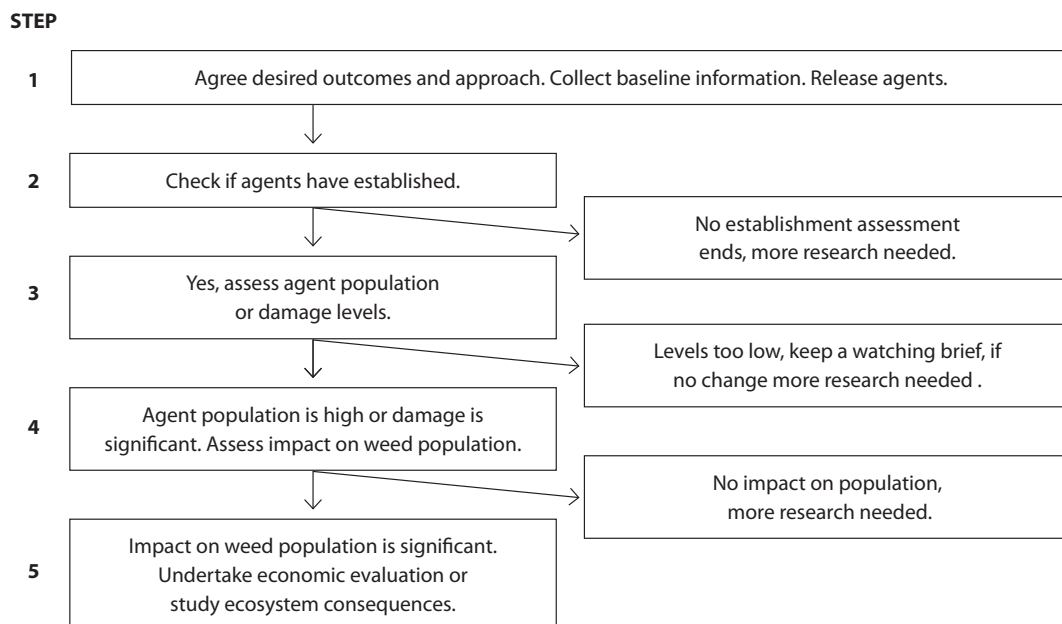 STEP
1
Agree desired outcomes and approach. Collect baseline information. Release agents.
2
Check if agents have established.
No establishment assessment
ends, more research needed.
3
Yes, assess agent population
or damage levels.
Levels too low, keep a watching brief, if
no change more research needed .
4
Agent population is high or damage is
significant. Assess impact on weed population.
No impact on population,
more research needed.
5
Impact on weed population is significant.
Undertake economic evaluation or
study ecosystem consequences.